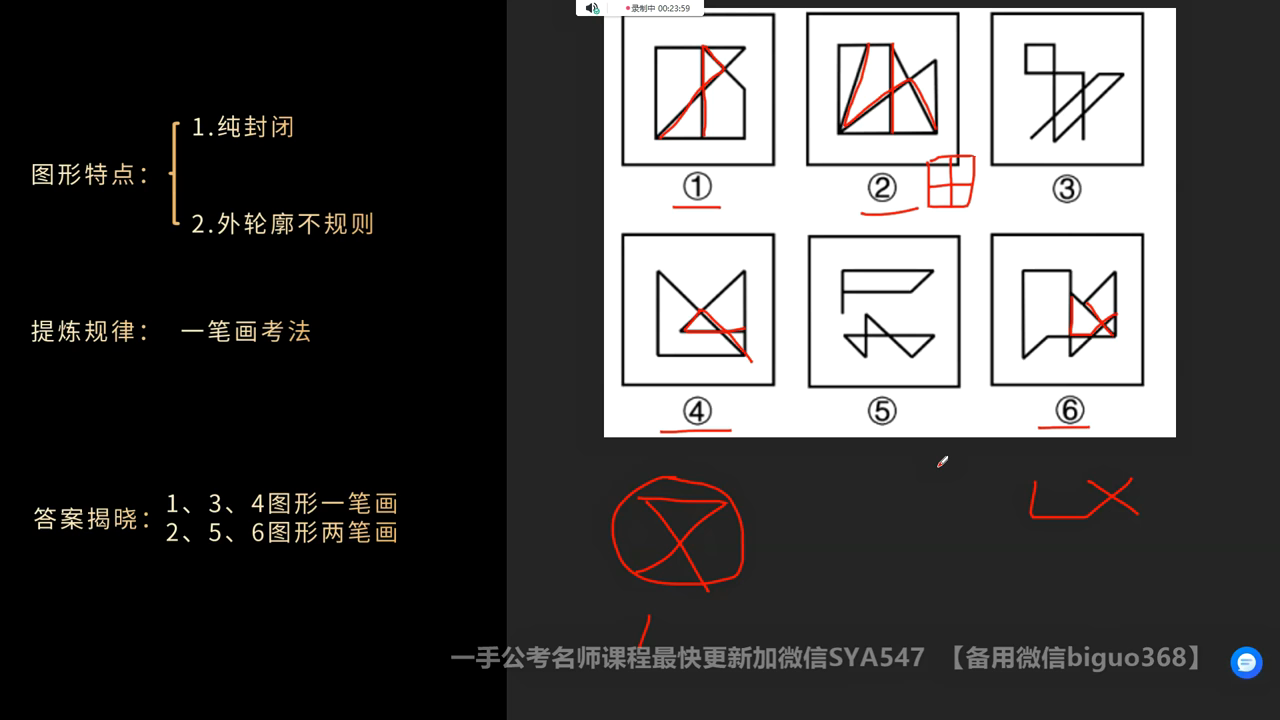 录制中 00:23:59
1.纯封闭
图形特点：
2.外轮廓不规则
提炼规律： 一笔画考法
答案揭晓：
1、3、4图形一笔画
2、5、6图形两笔画
① ② ③
④ ⑤ ⑥
一手公考名师课程最快更新加微信SYA547 【备用微信biguo368】